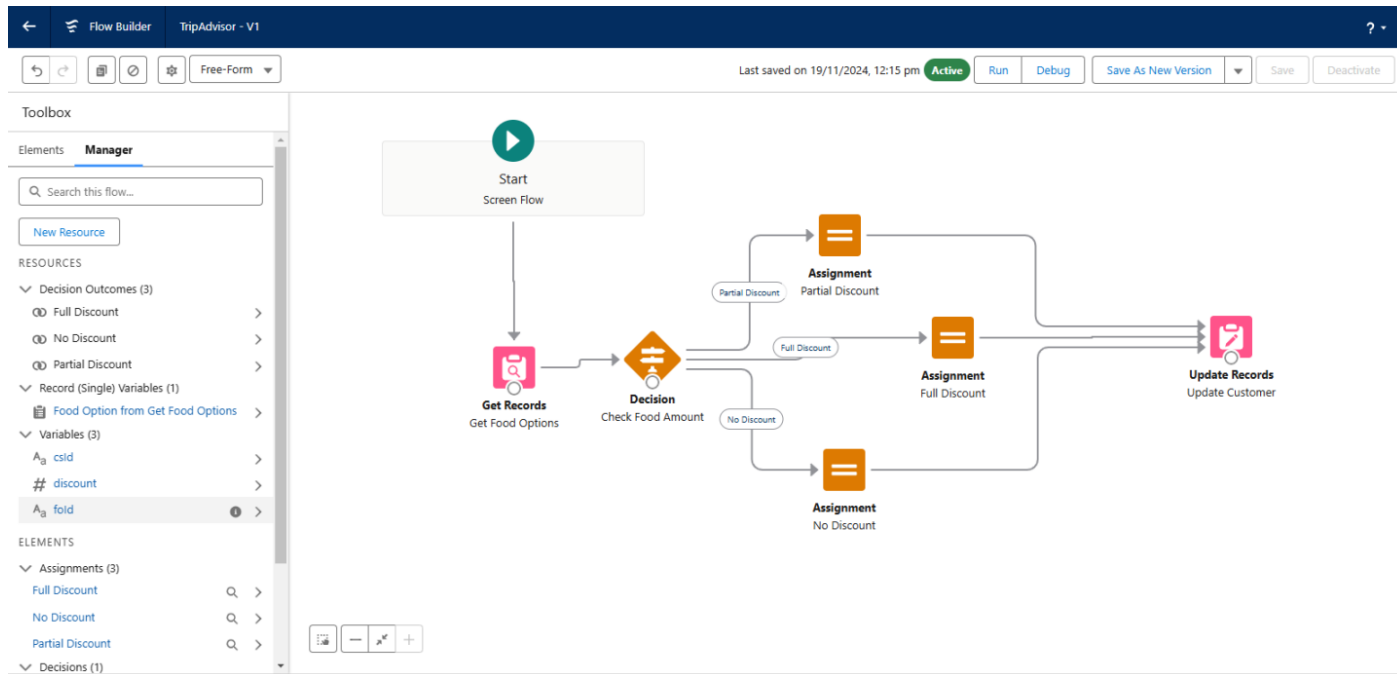 Flow Builder TripAdvisor - V1 ?
Free-Form Last saved on 19/11/2024, 12:15 pm Active Run Debug Save As New Version Save Deactivate
Toolbox
Elements Manager
Search this flow...
New Resource
RESOURCES
Decision Outcomes (3)
Full Discount
No Discount
Partial Discount
Record (Single) Variables (1)
Food Option from Get Food Options
Variables (3)
Aa csId
# discount
Aa foId
ELEMENTS
Assignments (3)
Full Discount
No Discount
Partial Discount
Decisions (1)
Start
Screen Flow
Get Records
Get Food Options
Decision
Check Food Amount
Partial Discount
Full Discount
No Discount
Assignment
Partial Discount
Assignment
Full Discount
Assignment
No Discount
Update Records
Update Customer